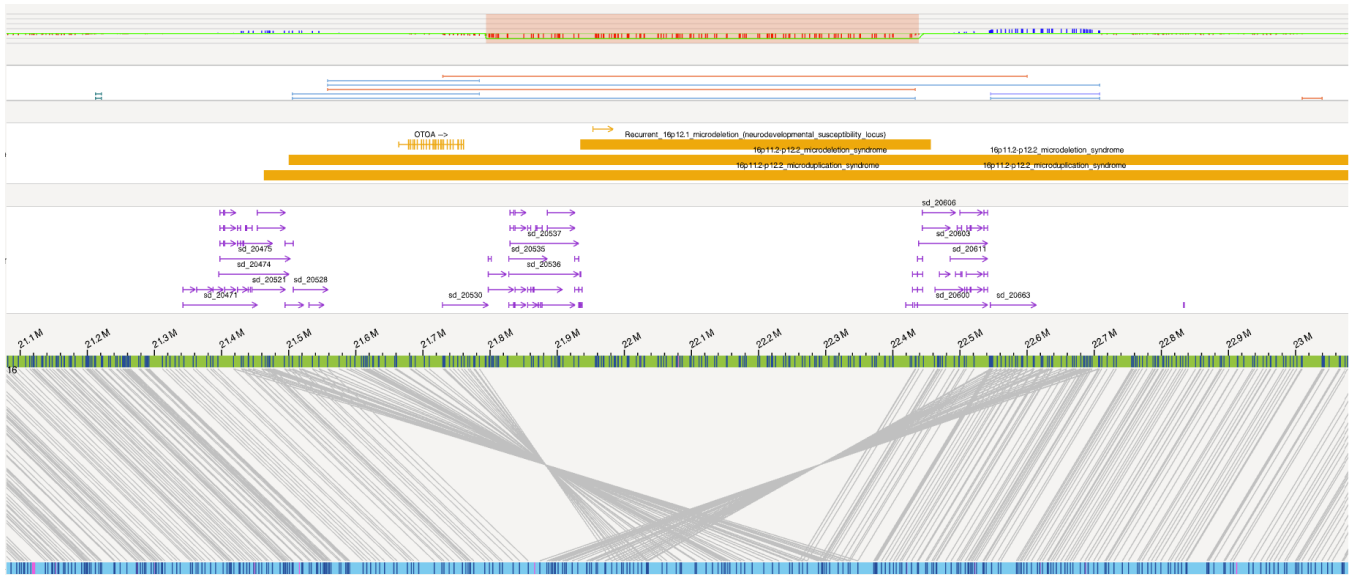 OTOA -->
Recurrent_16p12.1_microdeletion_(neurodevelopmental_susceptibility_locus)
16p11.2-p12.2_microdeletion_syndrome 16p11.2-p12.2_microdeletion_syndrome
16p11.2-p12.2_microduplication_syndrome 16p11.2-p12.2_microduplication_syndrome
sd_20606
sd_20537 sd_20603
sd_20475 sd_20535 sd_20611
sd_20474 sd_20536
sd_20521 sd_20528
sd_20471 sd_20530 sd_20600 sd_20663
21.1 M 21.2 M 21.3 M 21.4 M 21.5 M 21.6 M 21.7 M 21.8 M 21.9 M 22 M 22.1 M 22.2 M 22.3 M 22.4 M 22.5 M 22.6 M 22.7 M 22.8 M 22.9 M 23 M
16